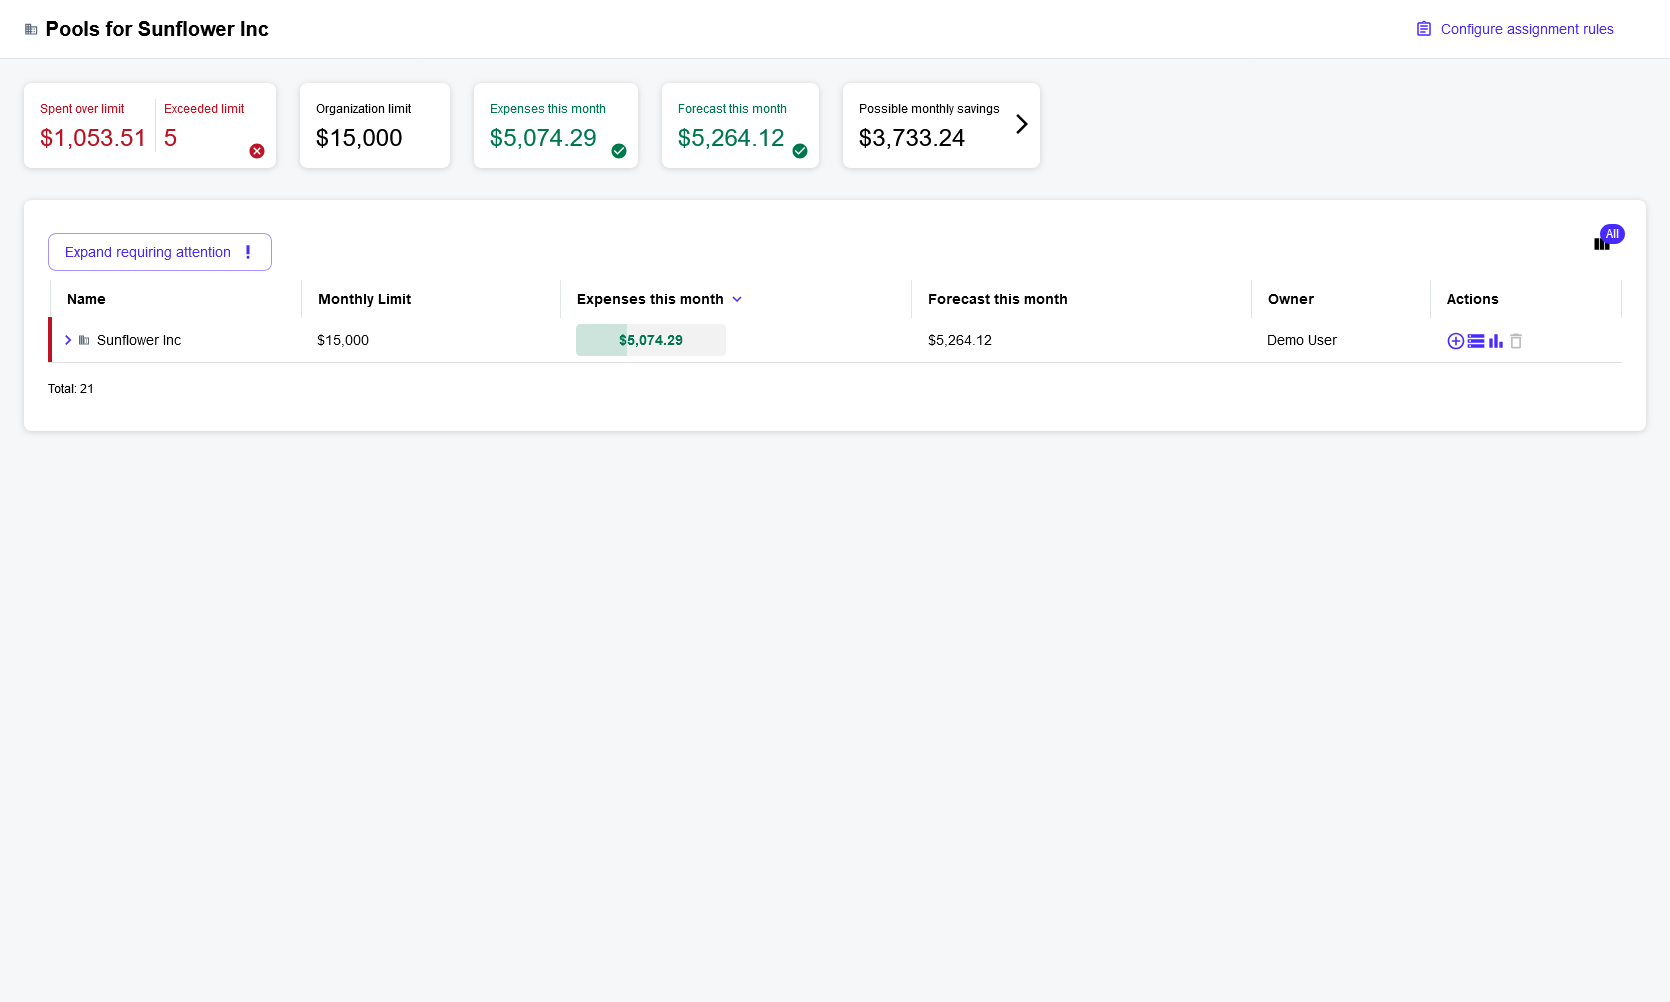 Pools for Sunflower Inc
Configure assignment rules
Spent over limit
$1,053.51
Exceeded limit
5
Organization limit
$15,000
Expenses this month
$5,074.29
Forecast this month
$5,264.12
Possible monthly savings
$3,733.24
Expand requiring attention
All
Name Monthly Limit Expenses this month Forecast this month Owner Actions
Sunflower Inc $15,000 $5,074.29 $5,264.12 Demo User
Total: 21